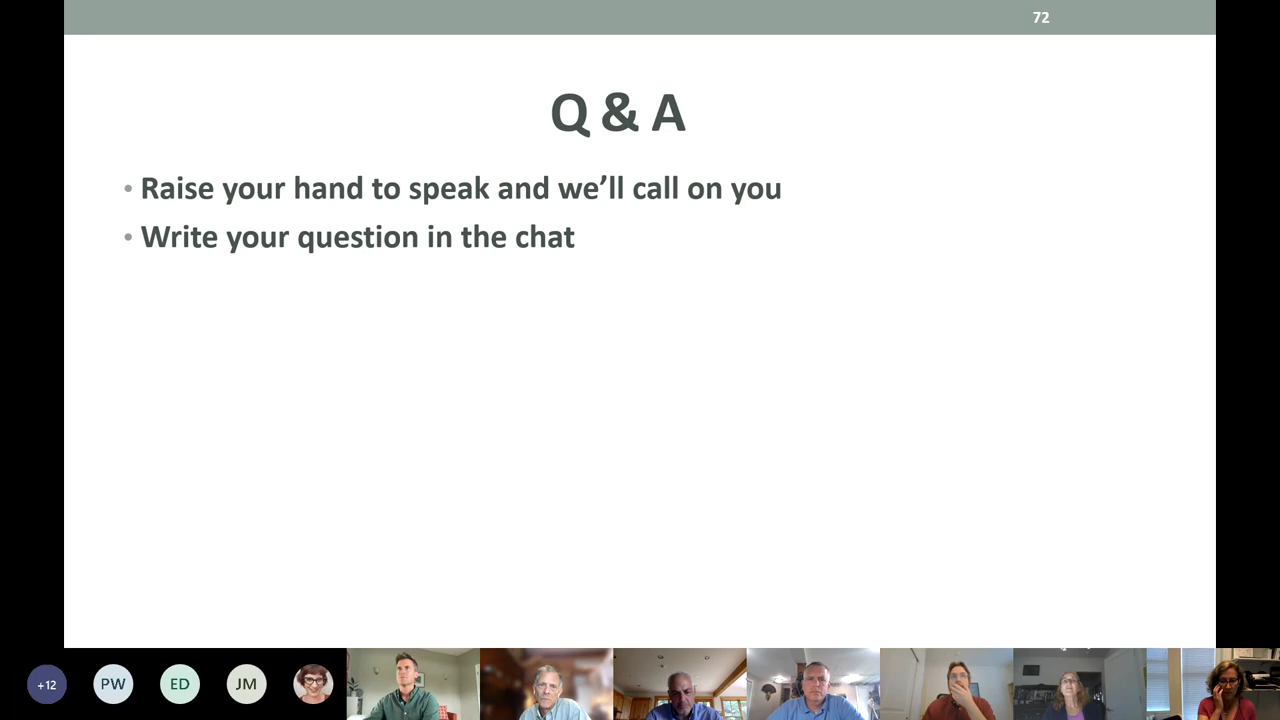 72
Q & A
• Raise your hand to speak and we’ll call on you
• Write your question in the chat
+12 PW ED JM